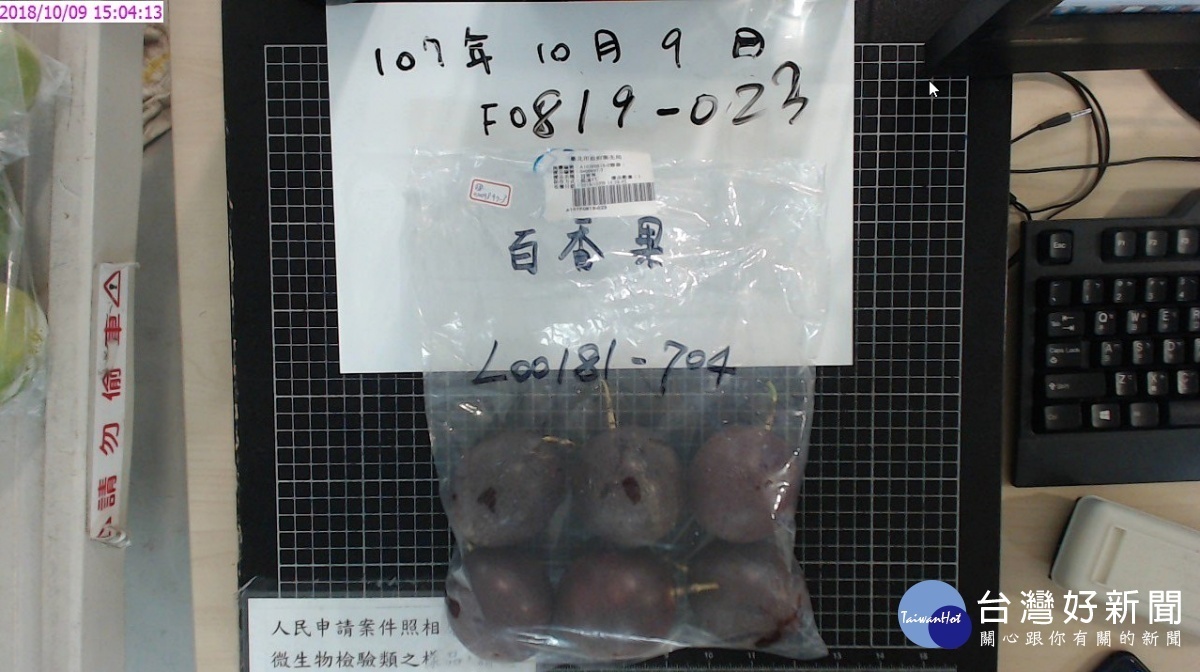 2018/10/09 15:04:13
107年 10月 9 日
F0819-023
百香果
L00181-704
請勿偷
人民申請案件照相
微生物檢驗類之樣品
台灣好新聞
TaiwanHot
關心跟你有關的新聞